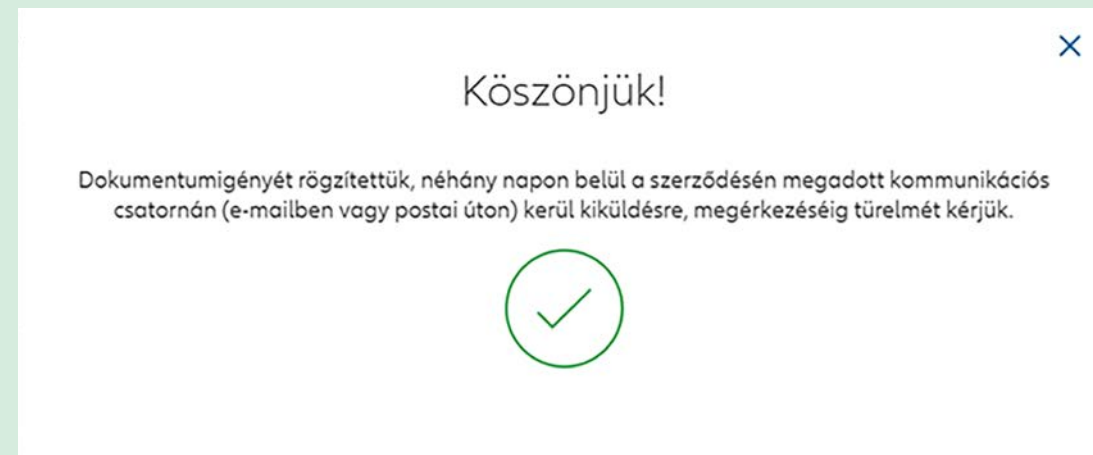 Köszönjük!
Dokumentumigényét rögzítettük, néhány napon belül a szerződésén megadott kommunikációs
csatornán (e-mailben vagy postai úton) kerül kiküldésre, megérkezéséig türelmét kérjük.